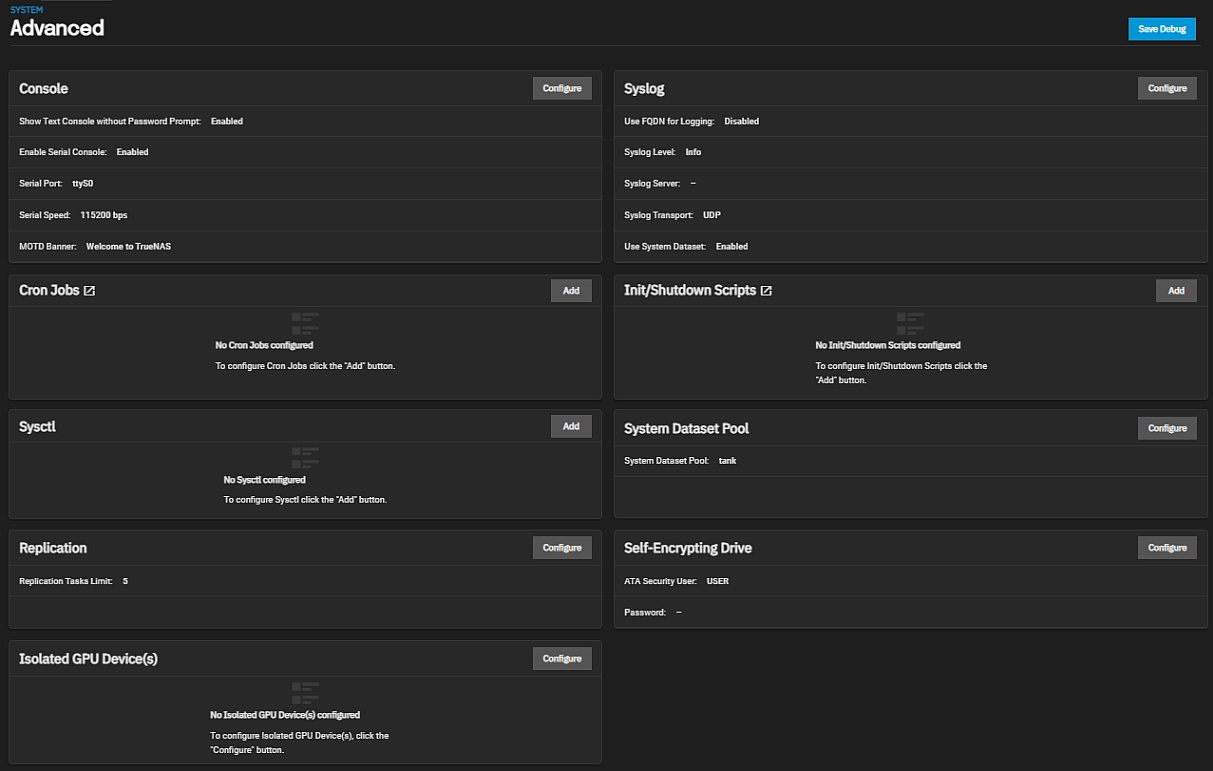 SYSTEM
Advanced
Save Debug
Console
Configure
Show Text Console without Password Prompt: Enabled
Enable Serial Console: Enabled
Serial Port: ttyS0
Serial Speed: 115200 bps
MOTD Banner: Welcome to TrueNAS
Syslog
Configure
Use FQDN for Logging: Disabled
Syslog Level: Info
Syslog Server: –
Syslog Transport: UDP
Use System Dataset: Enabled
Cron Jobs
Add
No Cron Jobs configured
To configure Cron Jobs click the "Add" button.
Init/Shutdown Scripts
Add
No Init/Shutdown Scripts configured
To configure Init/Shutdown Scripts click the
"Add" button.
Sysctl
Add
No Sysctl configured
To configure Sysctl click the "Add" button.
System Dataset Pool
Configure
System Dataset Pool: tank
Replication
Configure
Replication Tasks Limit: 5
Self-Encrypting Drive
Configure
ATA Security User: USER
Password: –
Isolated GPU Device(s)
Configure
No Isolated GPU Device(s) configured
To configure Isolated GPU Device(s), click the
"Configure" button.